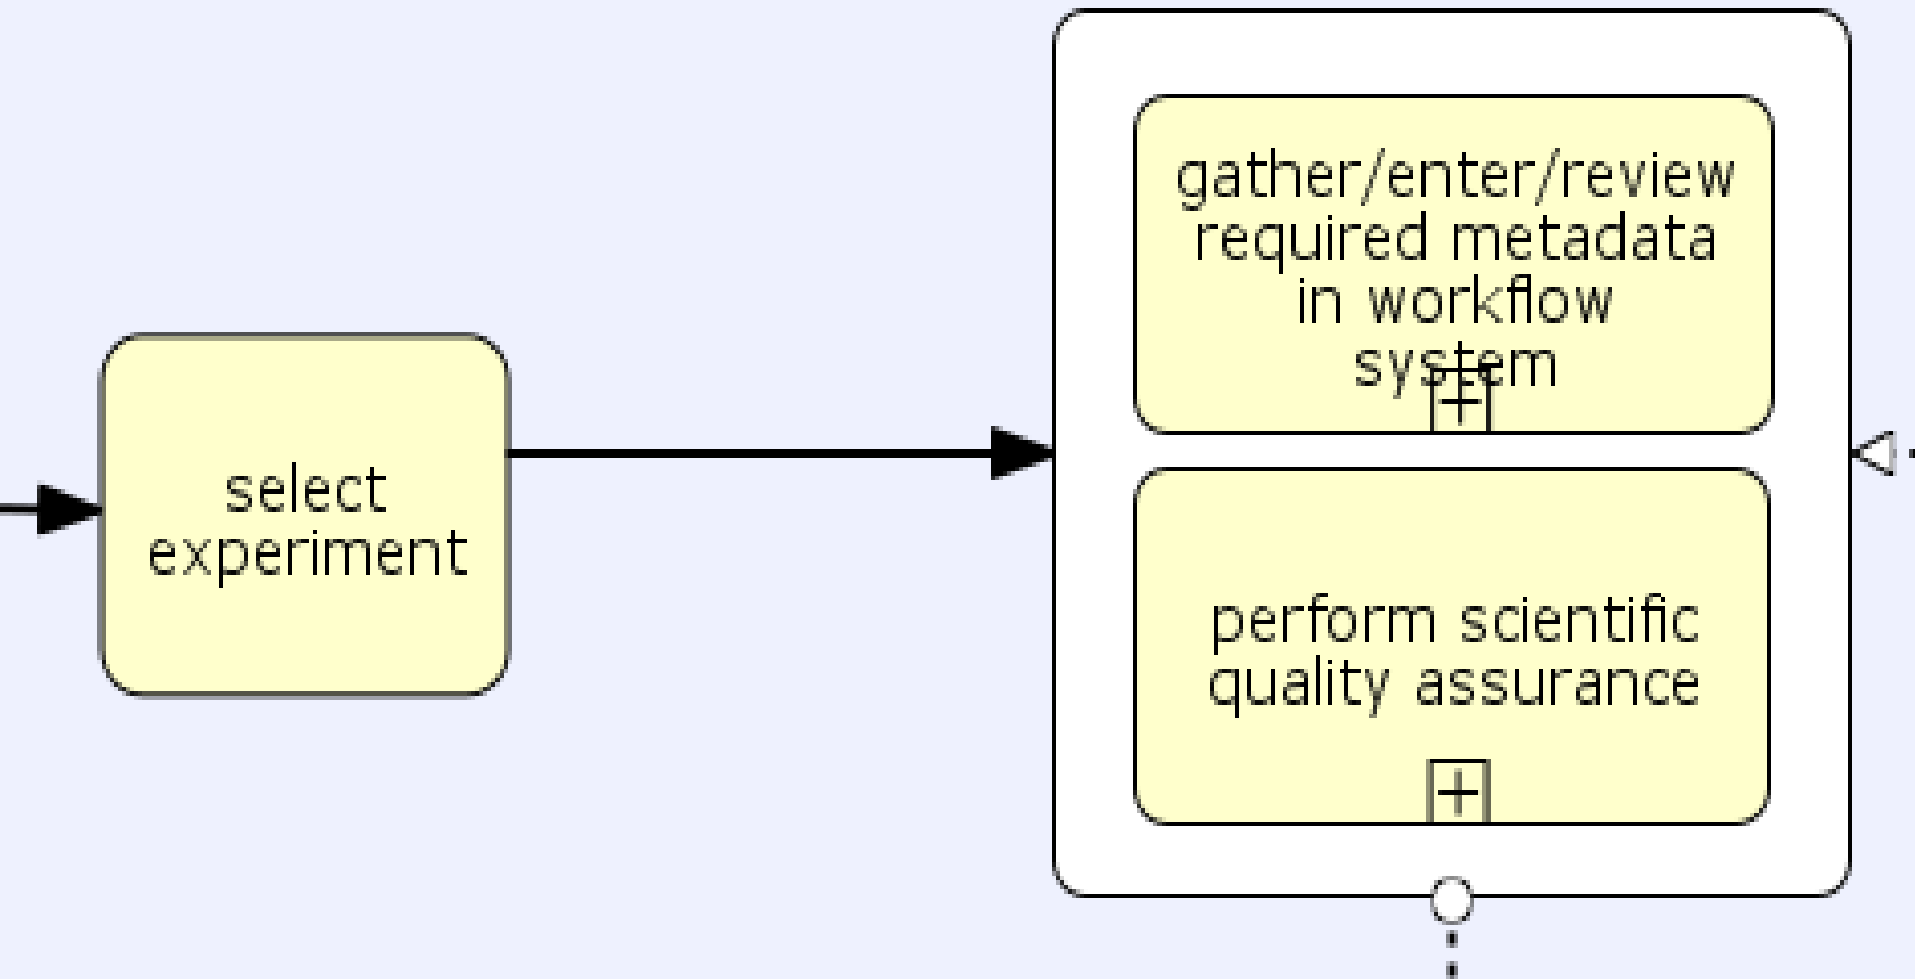 select
experiment
gather/enter/review
required metadata
in workflow
system
perform scientific
quality assurance